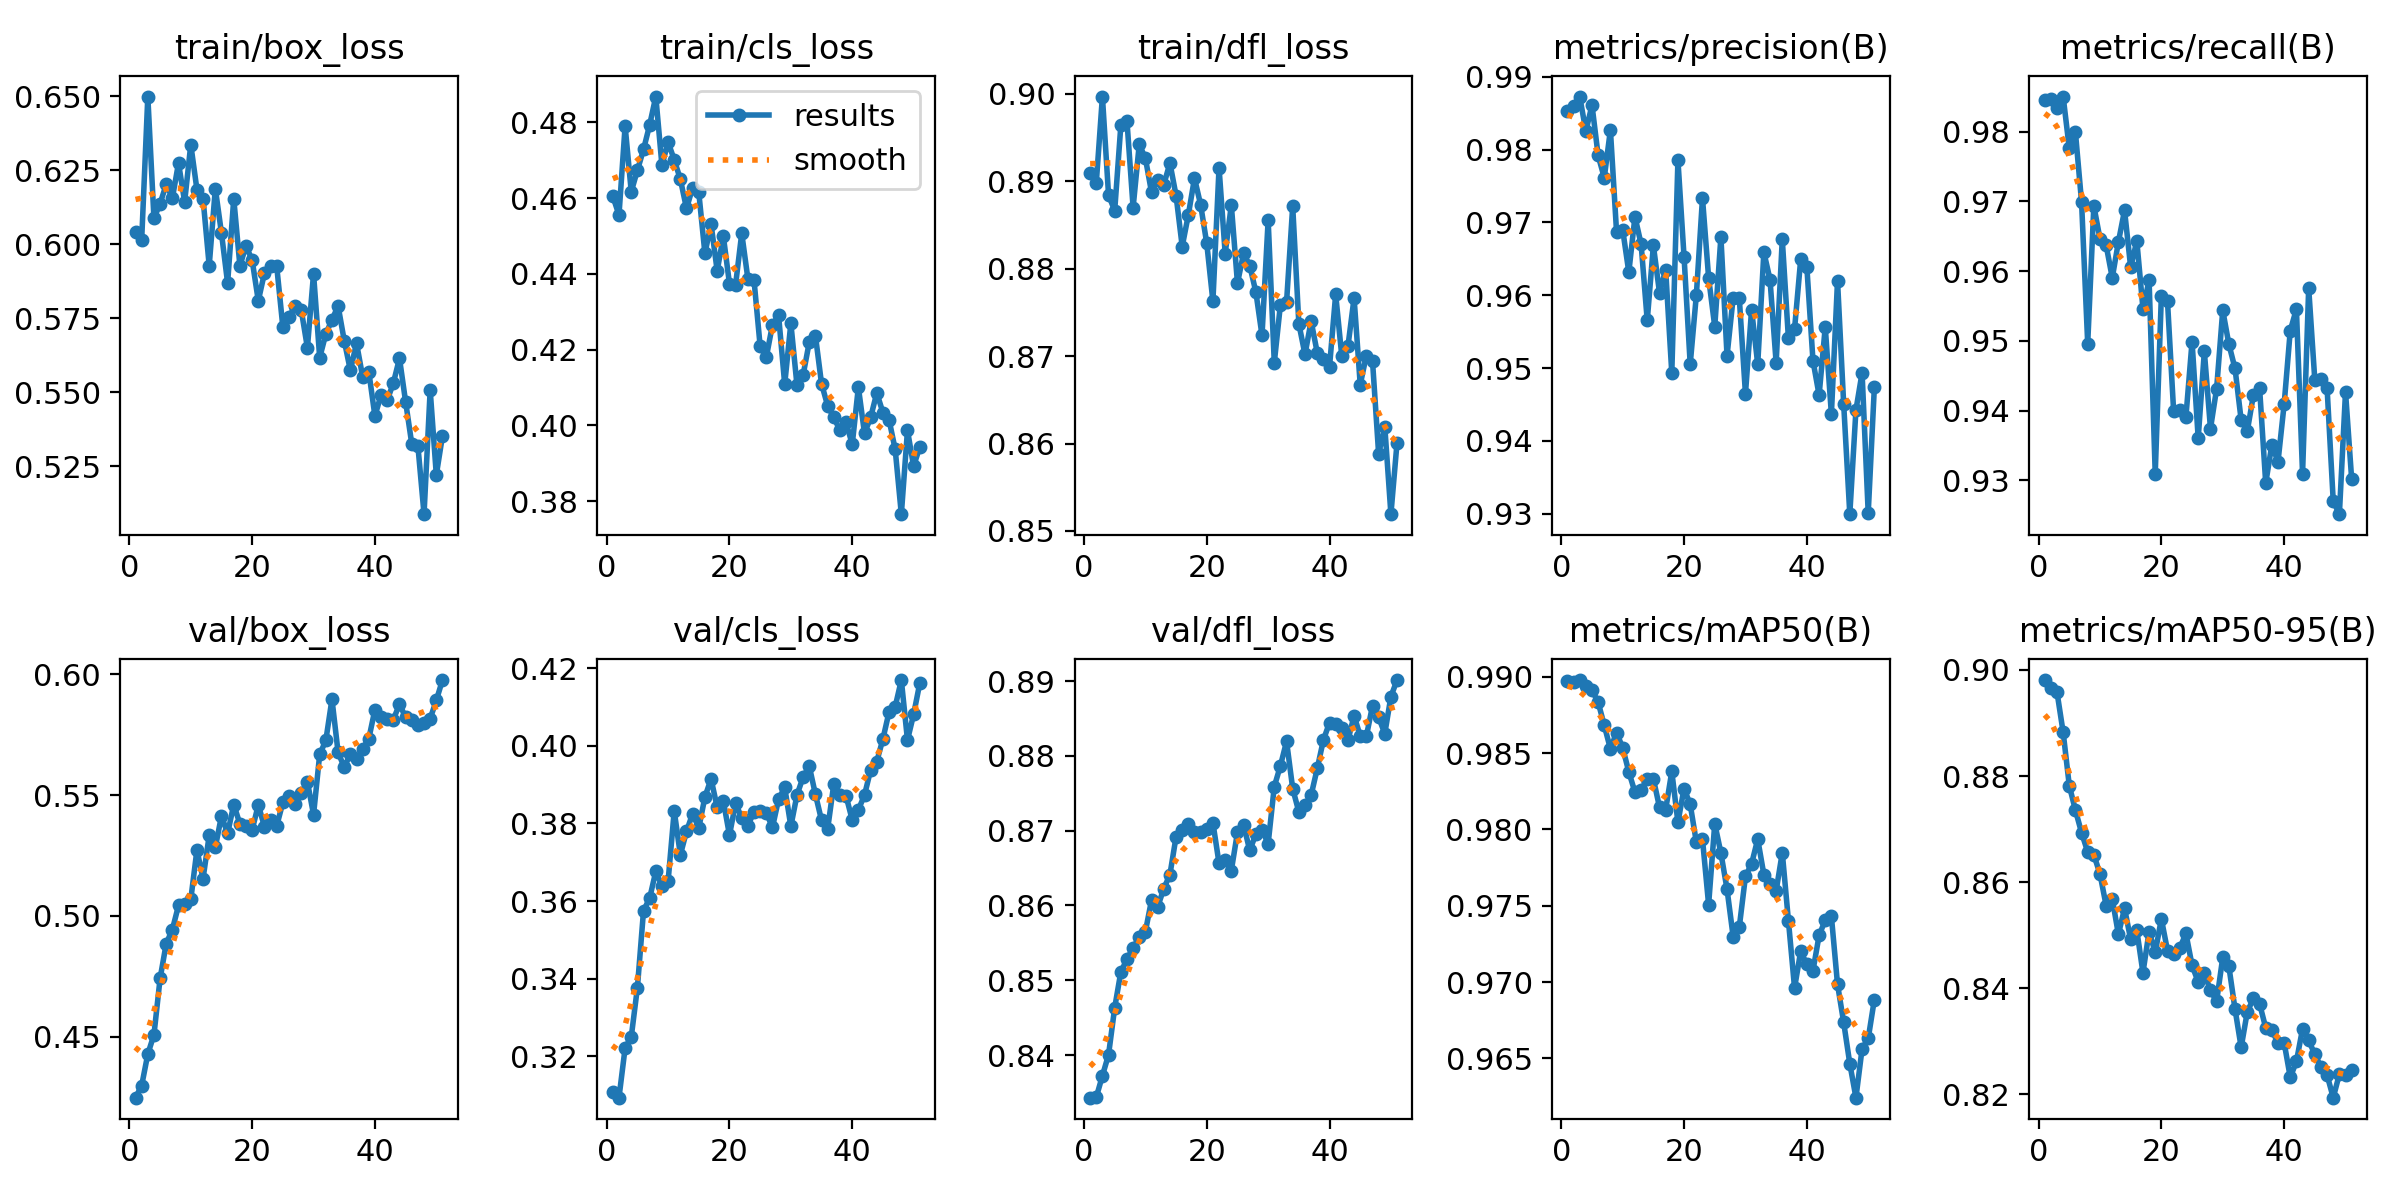 train/box_loss
0.650
0.625
0.600
0.575
0.550
0.525
0 20 40
train/cls_loss
results
smooth
0.48
0.46
0.44
0.42
0.40
0.38
0 20 40
train/dfl_loss
0.90
0.89
0.88
0.87
0.86
0.85
0 20 40
metrics/precision(B)
0.99
0.98
0.97
0.96
0.95
0.94
0.93
0 20 40
metrics/recall(B)
0.98
0.97
0.96
0.95
0.94
0.93
0 20 40
val/box_loss
0.60
0.55
0.50
0.45
0 20 40
val/cls_loss
0.42
0.40
0.38
0.36
0.34
0.32
0 20 40
val/dfl_loss
0.89
0.88
0.87
0.86
0.85
0.84
0 20 40
metrics/mAP50(B)
0.990
0.985
0.980
0.975
0.970
0.965
0 20 40
metrics/mAP50-95(B)
0.90
0.88
0.86
0.84
0.82
0 20 40